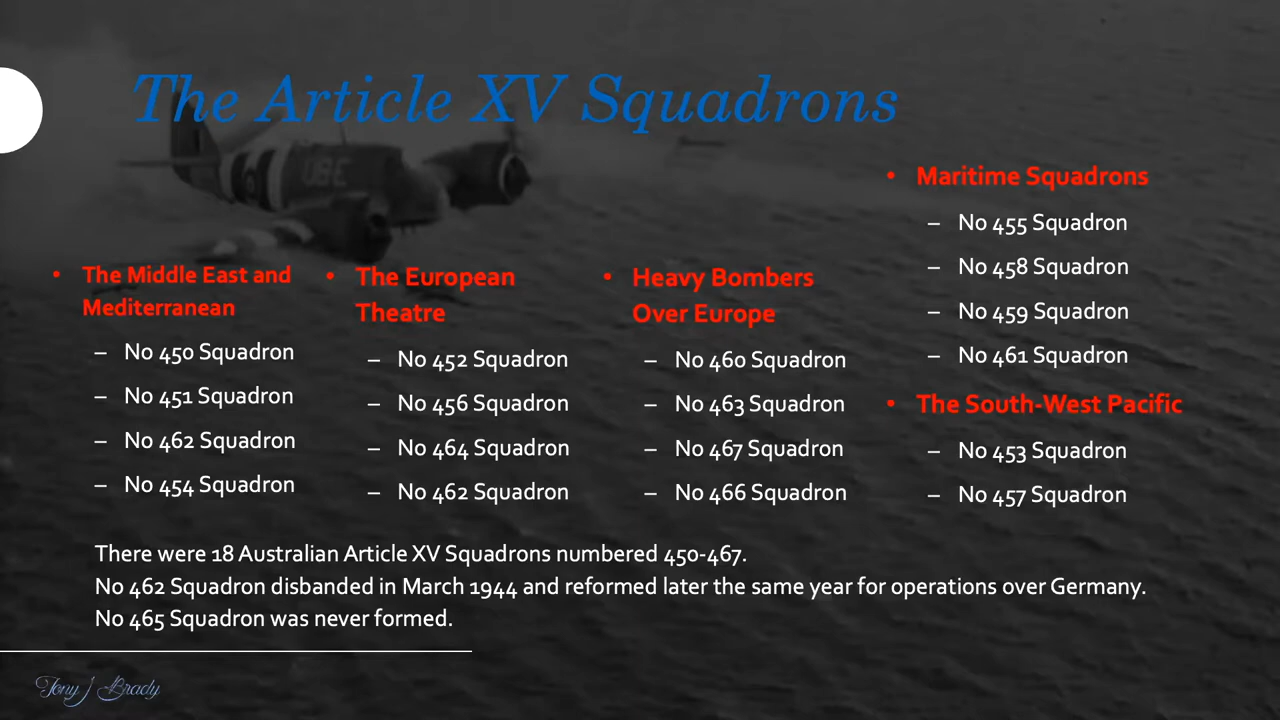 The Article XV Squadrons
• The Middle East and
Mediterranean
– No 450 Squadron
– No 451 Squadron
– No 462 Squadron
– No 454 Squadron
• The European
Theatre
– No 452 Squadron
– No 456 Squadron
– No 464 Squadron
– No 462 Squadron
• Heavy Bombers
Over Europe
– No 460 Squadron
– No 463 Squadron
– No 467 Squadron
– No 466 Squadron
• Maritime Squadrons
– No 455 Squadron
– No 458 Squadron
– No 459 Squadron
– No 461 Squadron
• The South-West Pacific
– No 453 Squadron
– No 457 Squadron
There were 18 Australian Article XV Squadrons numbered 450-467.
No 462 Squadron disbanded in March 1944 and reformed later the same year for operations over Germany.
No 465 Squadron was never formed.
Tony J Brady